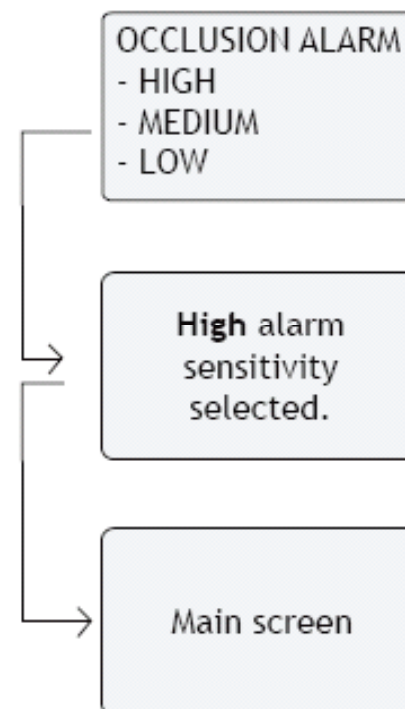 OCCLUSION ALARM
- HIGH
- MEDIUM
- LOW
High alarm
sensitivity
selected.
Main screen